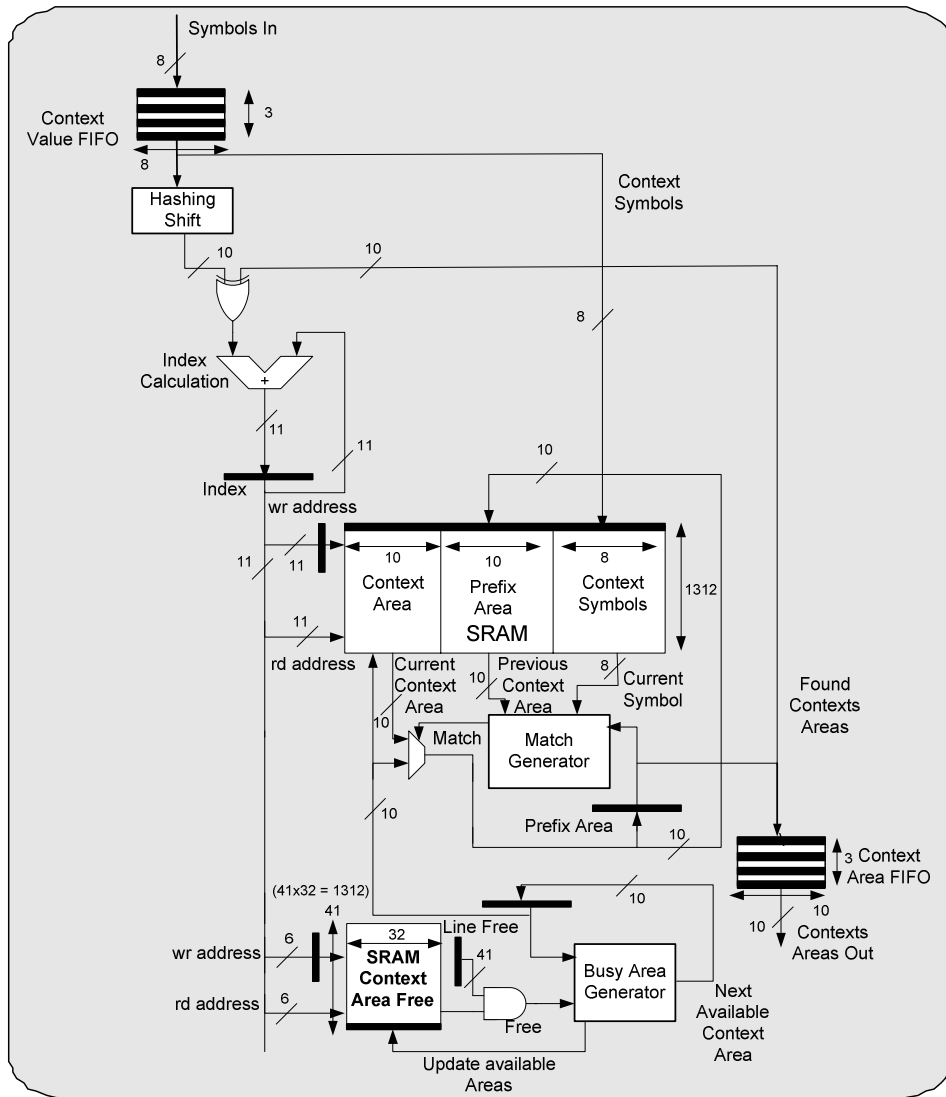 Symbols In
8
Context
Value FIFO
3
8
Hashing
Shift
Context
Symbols
10
10
8
Index
Calculation
+
11
11
10
Index
wr address
11
11
10
10
8
Context
Area
Prefix
Area
SRAM
Context
Symbols
1312
11
rd address
Current
Context
Area
10
10
Previous
Context
Area
8
Current
Symbol
Found
Contexts
Areas
Match
Match
Generator
10
Prefix Area
10
3
Context
Area FIFO
10
10
Contexts
Areas Out
(41x32 = 1312)
41
10
Line Free
32
41
wr address
6
SRAM
Context
Area Free
Busy Area
Generator
rd address
6
Free
Next
Available
Context
Area
Update available
Areas